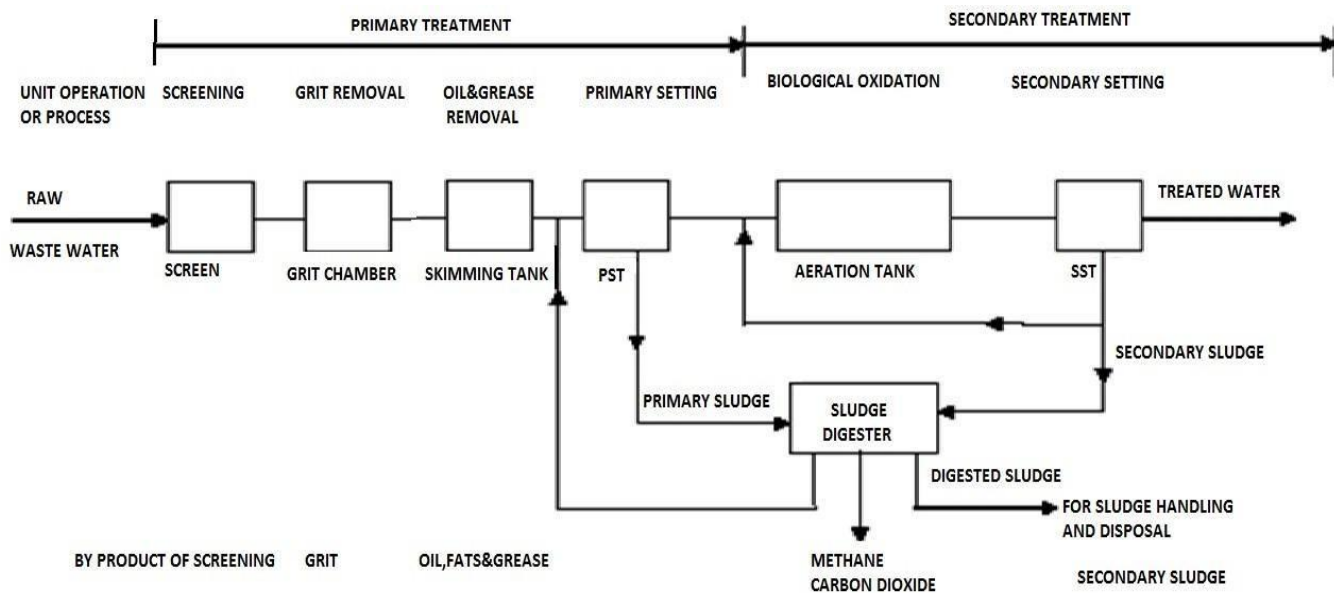 PRIMARY TREATMENT
SECONDARY TREATMENT
UNIT OPERATION
OR PROCESS
SCREENING
GRIT REMOVAL
OIL&GREASE
REMOVAL
PRIMARY SETTING
BIOLOGICAL OXIDATION
SECONDARY SETTING
RAW
WASTE WATER
TREATED WATER
SCREEN
GRIT CHAMBER
SKIMMING TANK
PST
AERATION TANK
SST
SECONDARY SLUDGE
PRIMARY SLUDGE
SLUDGE
DIGESTER
DIGESTED SLUDGE
FOR SLUDGE HANDLING
AND DISPOSAL
BY PRODUCT OF SCREENING
GRIT
OIL,FATS&GREASE
METHANE
CARBON DIOXIDE
SECONDARY SLUDGE